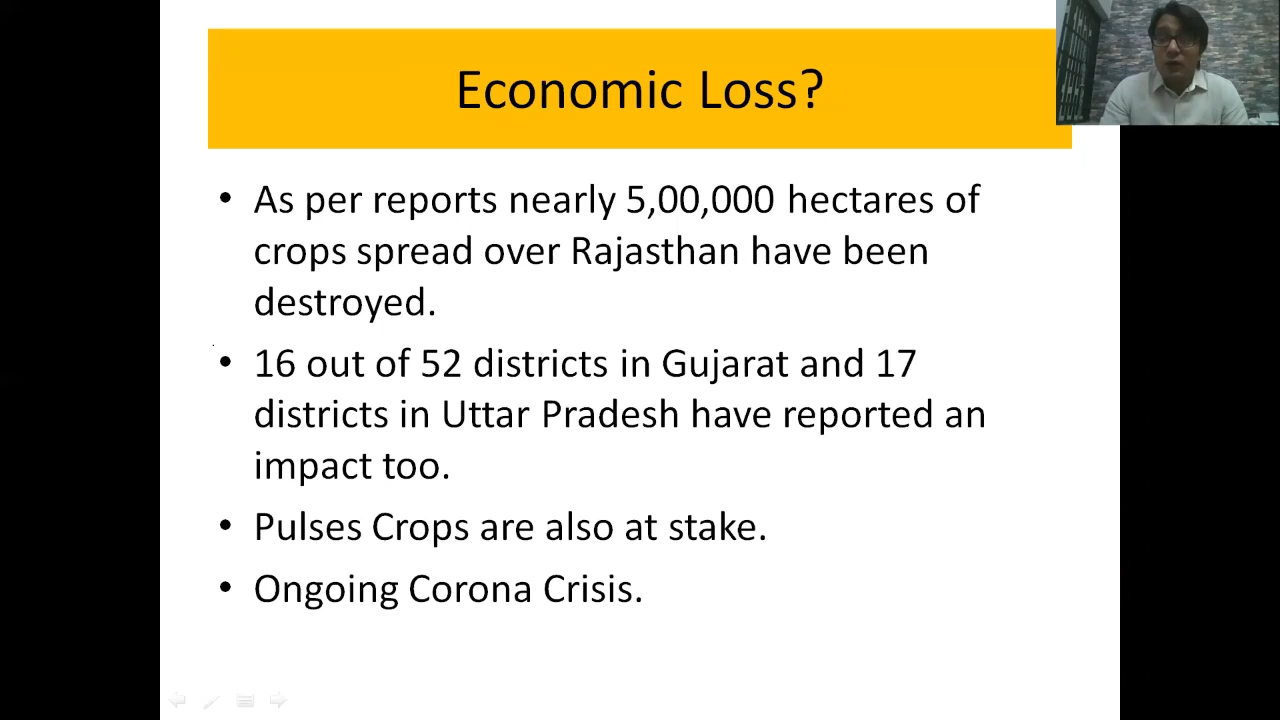 Economic Loss?
• As per reports nearly 5,00,000 hectares of
crops spread over Rajasthan have been
destroyed.
• 16 out of 52 districts in Gujarat and 17
districts in Uttar Pradesh have reported an
impact too.
• Pulses Crops are also at stake.
• Ongoing Corona Crisis.